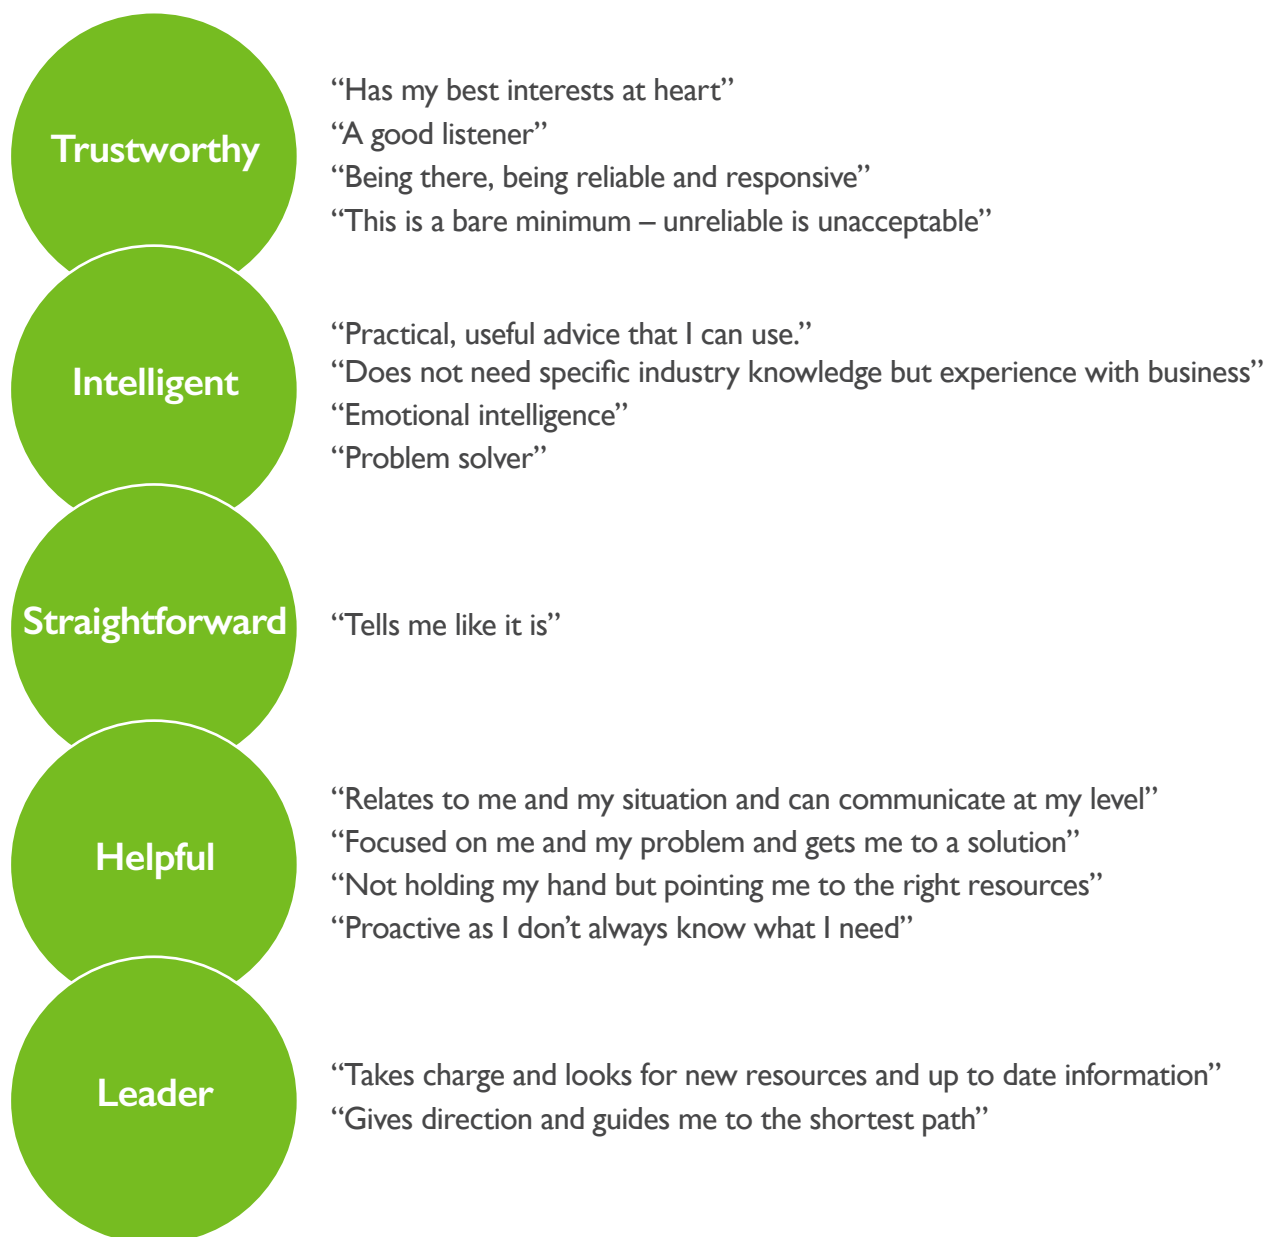 Trustworthy
“Has my best interests at heart”
“A good listener”
“Being there, being reliable and responsive”
“This is a bare minimum – unreliable is unacceptable”
Intelligent
“Practical, useful advice that I can use.”
“Does not need specific industry knowledge but experience with business”
“Emotional intelligence”
“Problem solver”
Straightforward
“Tells me like it is”
Helpful
“Relates to me and my situation and can communicate at my level”
“Focused on me and my problem and gets me to a solution”
“Not holding my hand but pointing me to the right resources”
“Proactive as I don’t always know what I need”
Leader
“Takes charge and looks for new resources and up to date information”
“Gives direction and guides me to the shortest path”